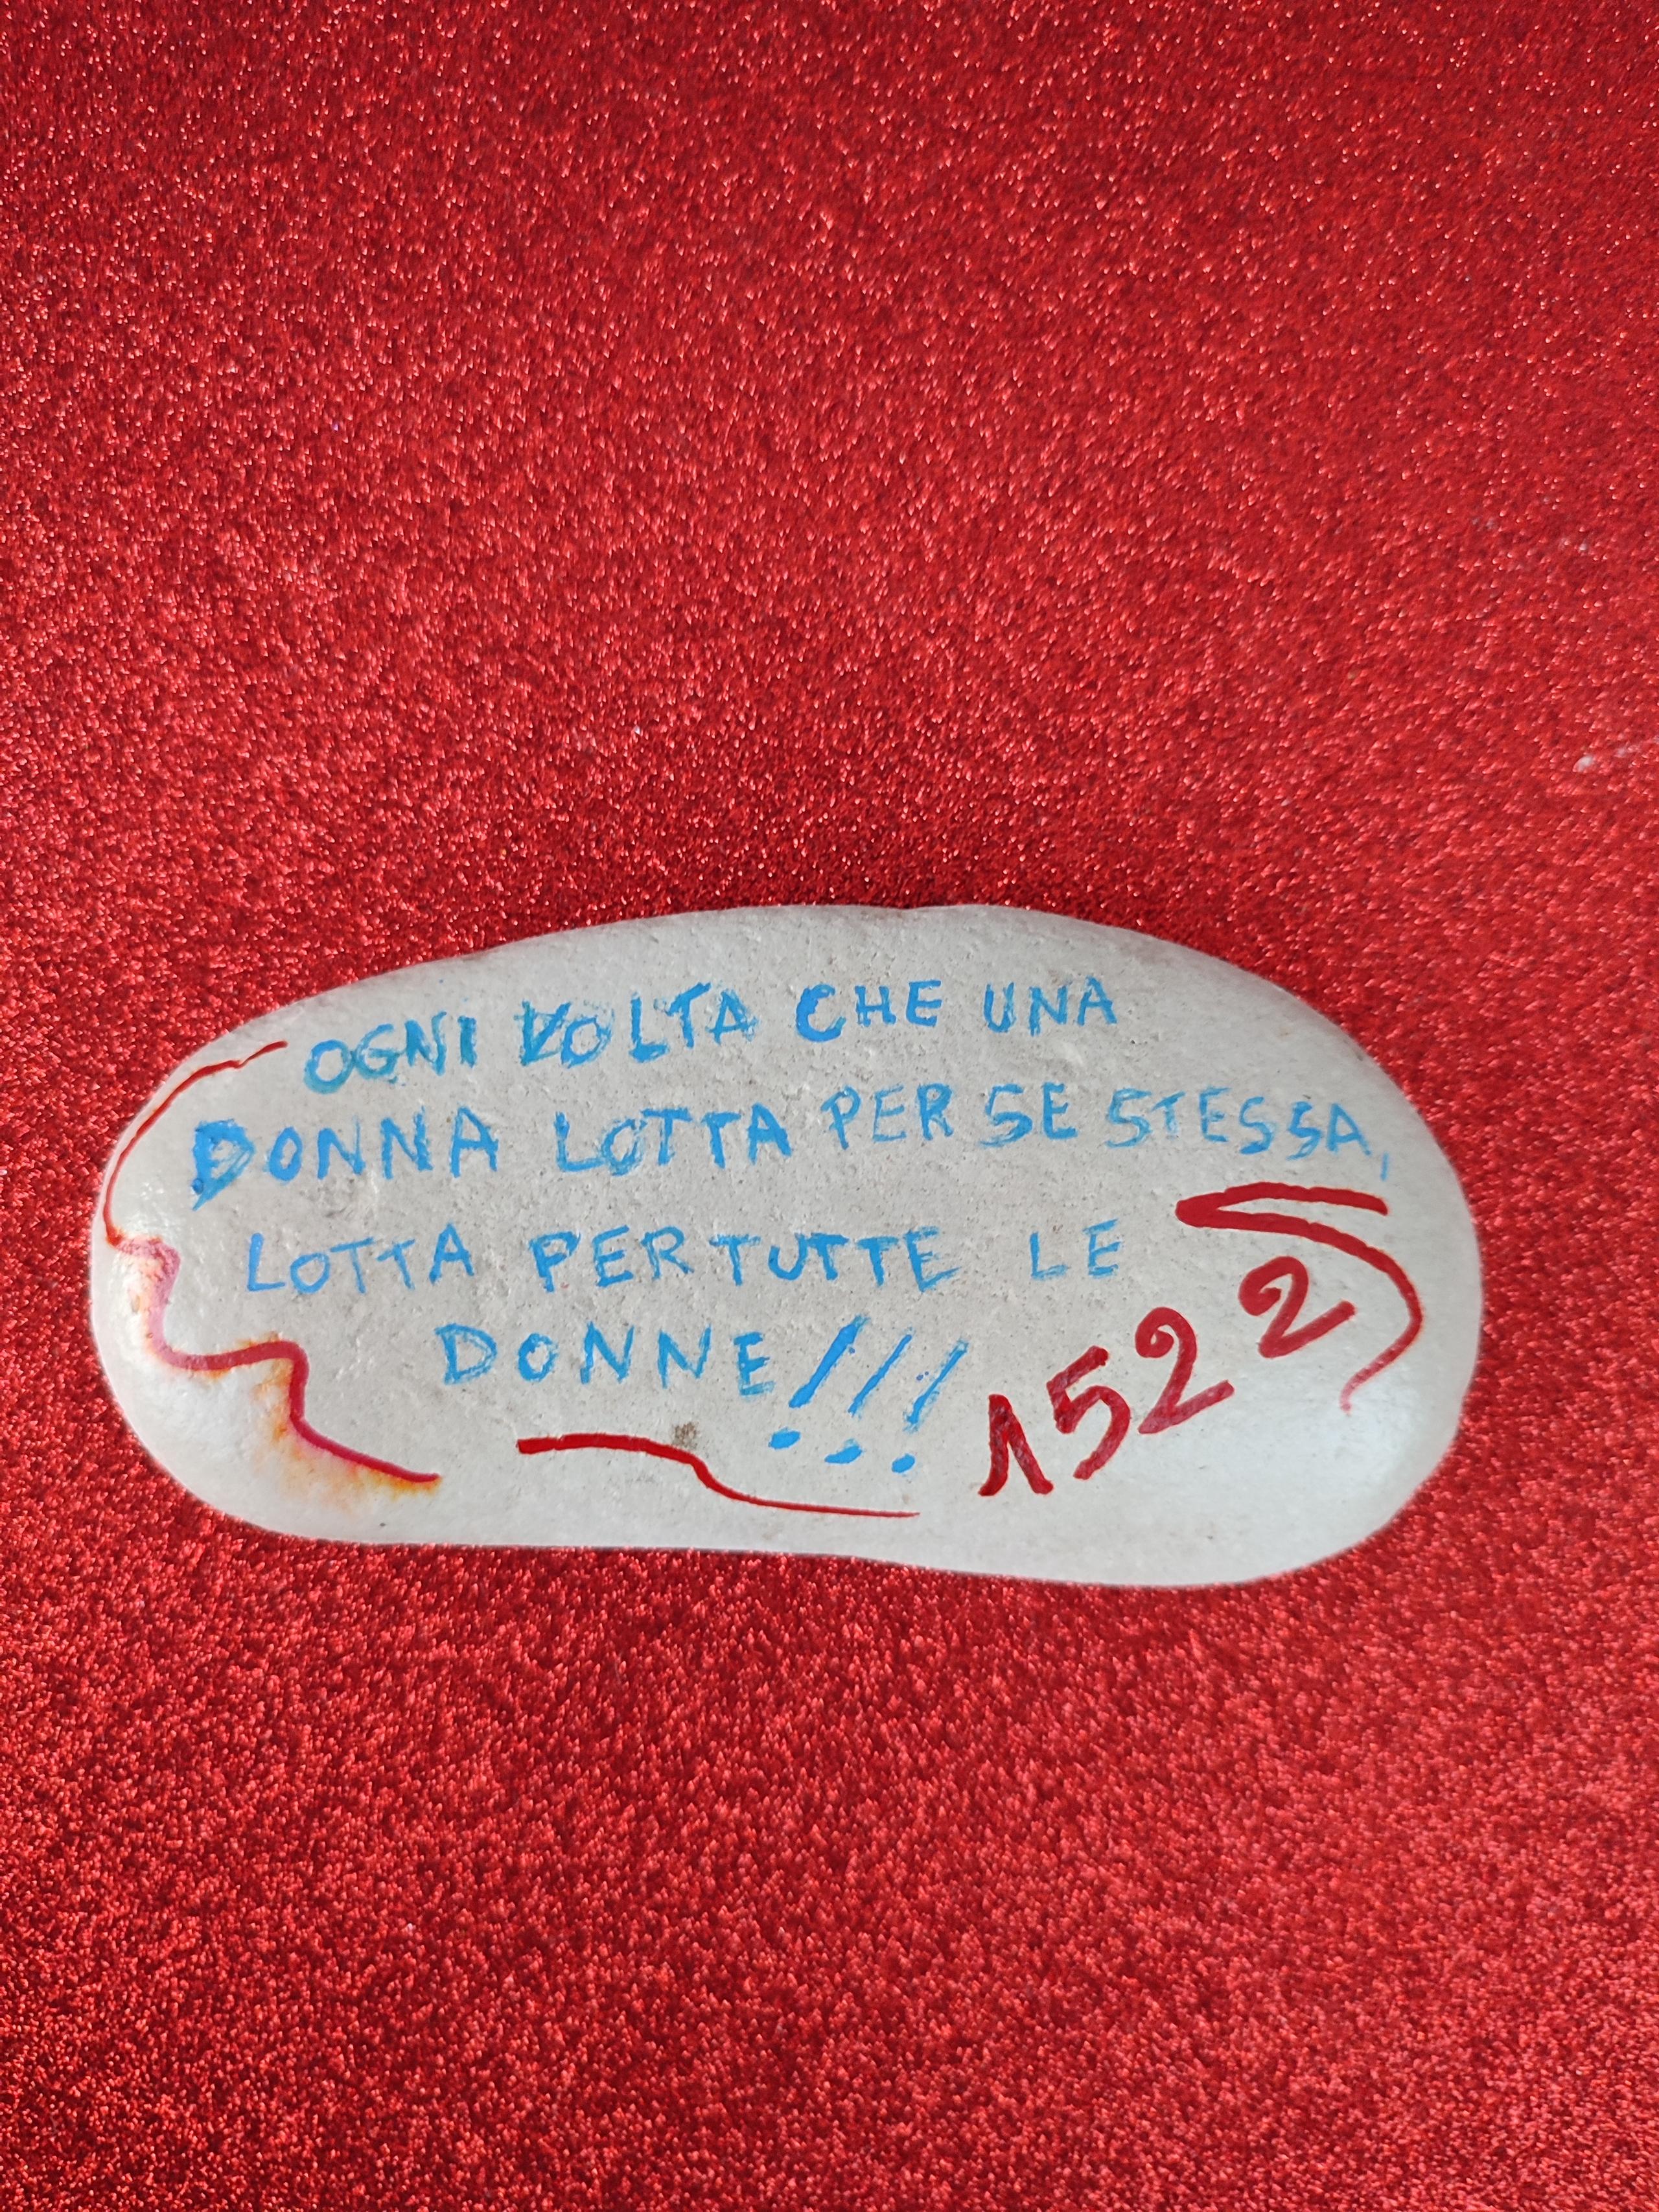 OGNI VOLTA CHE UNA
DONNA LOTTA PER SE STESSA,
LOTTA PER TUTTE LE
DONNE!!!
1522